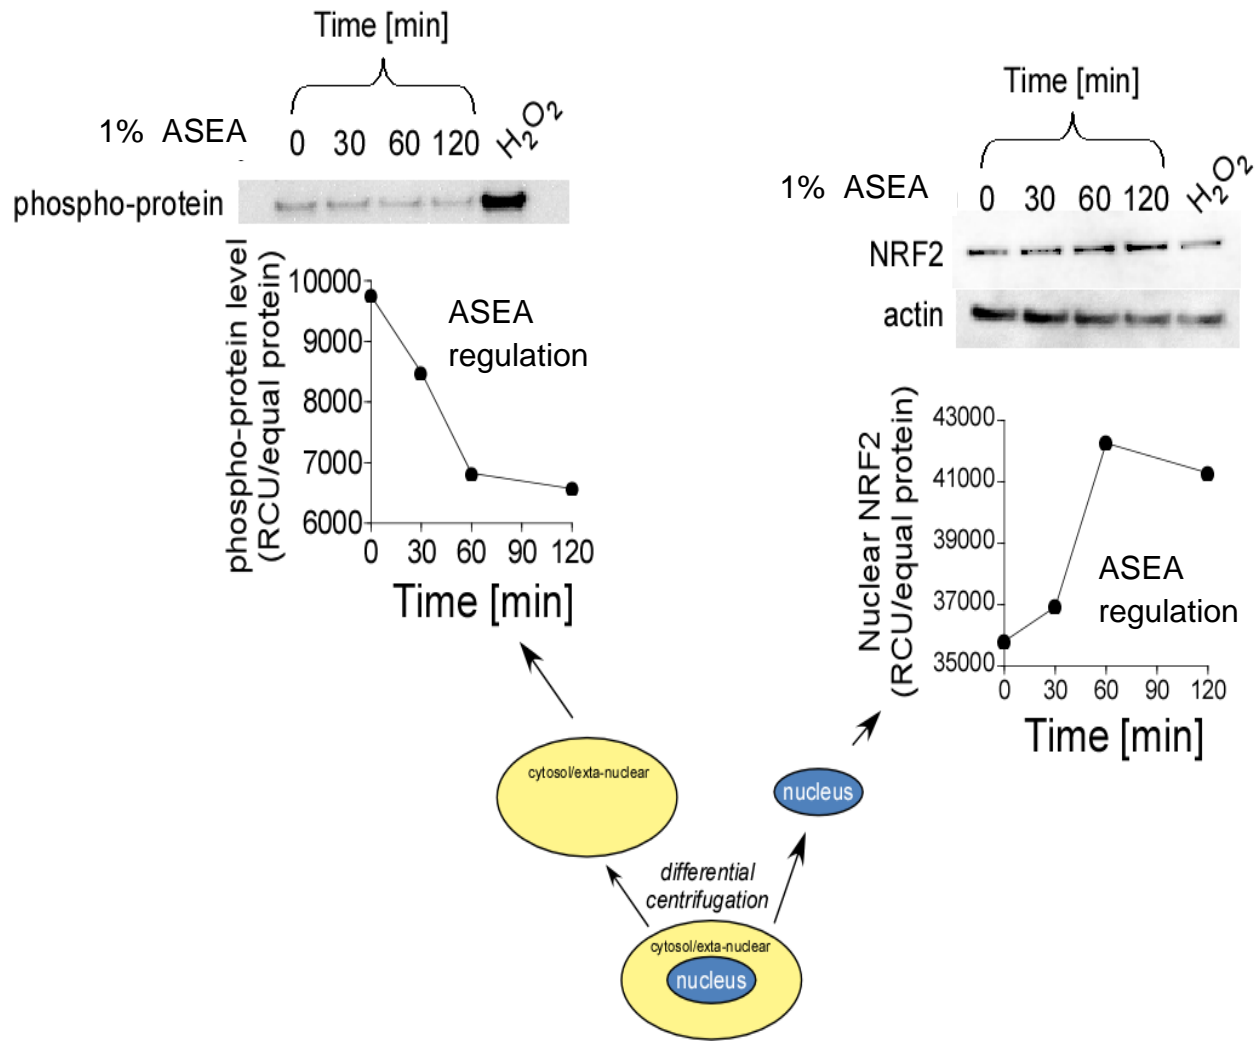 Time [min]
1% ASEA
0 30 60 120 H2O2
phospho-protein
phospho-protein level
(RCU/equal protein)
10000
9000
8000
7000
6000
ASEA
regulation
0 30 60 90 120
Time [min]
Time [min]
1% ASEA
0 30 60 120 H2O2
NRF2
actin
Nuclear NRF2
(RCU/equal protein)
43000
41000
39000
37000
35000
ASEA
regulation
0 30 60 90 120
Time [min]
cytosol/exta-nuclear
nucleus
differential
centrifugation
cytosol/exta-nuclear
nucleus